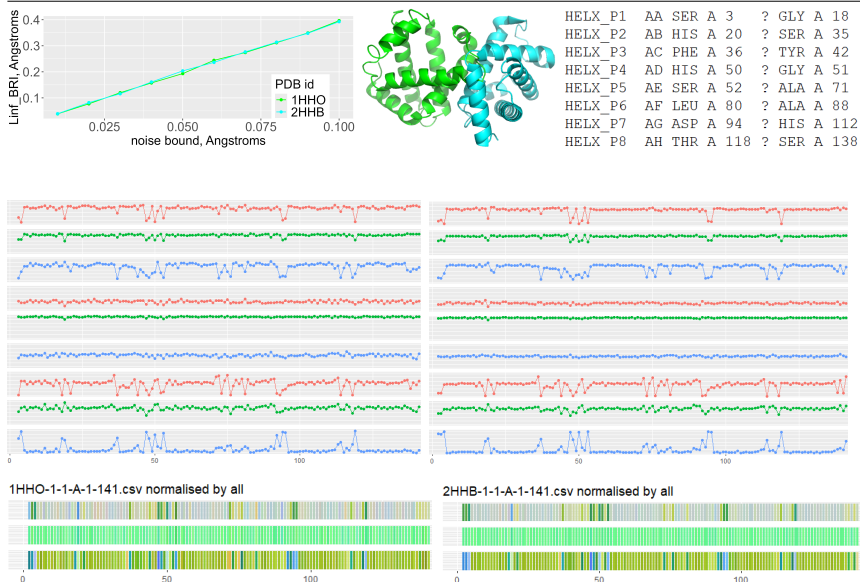 Linf_BRI, Angstroms
0.4
0.3
0.2
0.1
0.025 0.050 0.075 0.100
noise bound, Angstroms
PDB id
1HHO
2HHB
HELX_P1 AA SER A 3 ? GLY A 18
HELX_P2 AB HIS A 20 ? SER A 35
HELX_P3 AC PHE A 36 ? TYR A 42
HELX_P4 AD HIS A 50 ? GLY A 51
HELX_P5 AE SER A 52 ? ALA A 71
HELX_P6 AF LEU A 80 ? ALA A 88
HELX_P7 AG ASP A 94 ? HIS A 112
HELX_P8 AH THR A 118 ? SER A 138
0 50 100
0 50 100
1HHO-1-1-A-1-141.csv normalised by all
0 50 100
2HHB-1-1-A-1-141.csv normalised by all
0 50 100